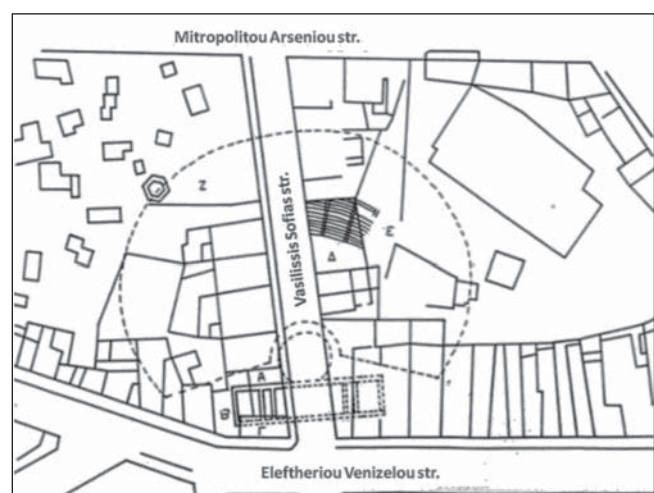 Mitropolitou Arseniou str.
Z
Vasilissis Sofias str.
E
Δ
A
B
Eleftheriou Venizelou str.